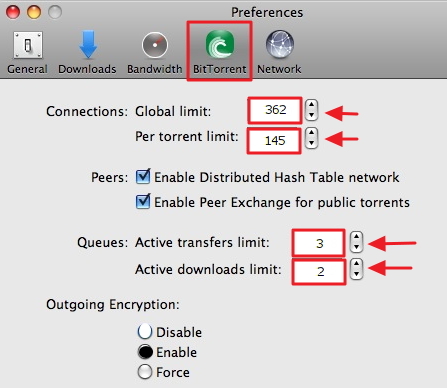 Preferences
General Downloads Bandwidth BitTorrent Network
Connections: Global limit: 362
Per torrent limit: 145
Peers: Enable Distributed Hash Table network
Enable Peer Exchange for public torrents
Queues: Active transfers limit: 3
Active downloads limit: 2
Outgoing Encryption:
Disable
Enable
Force